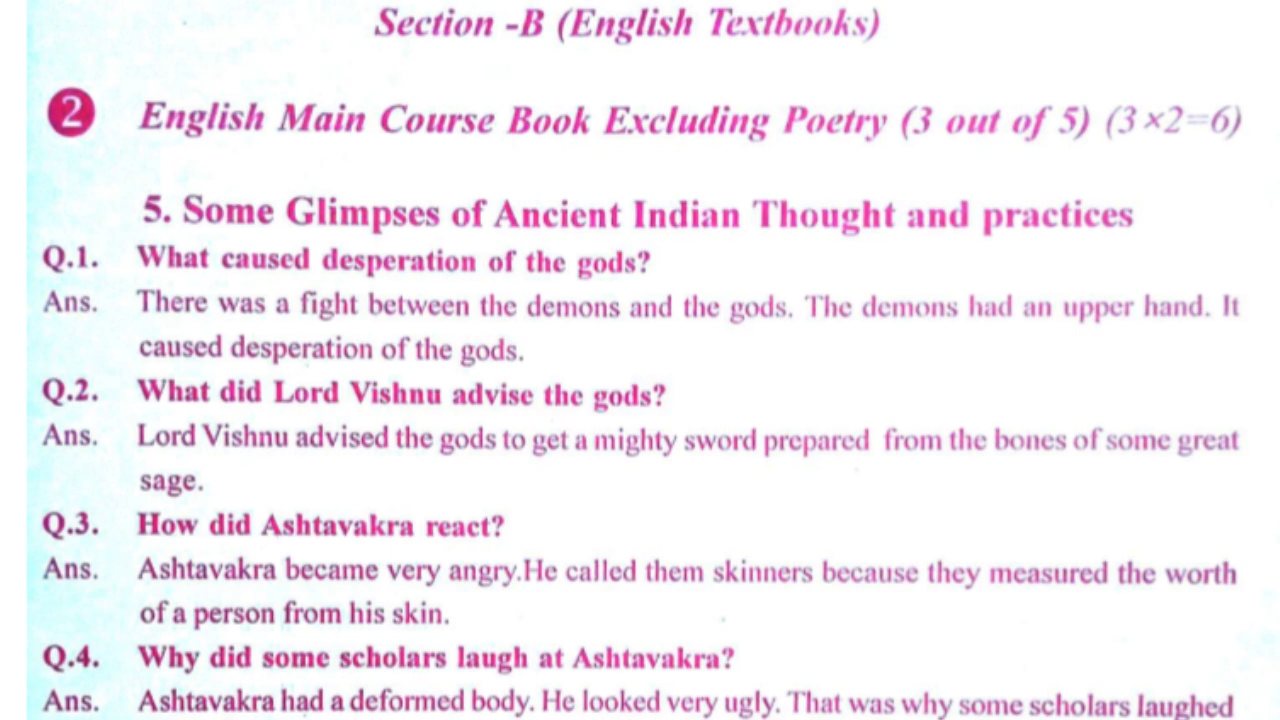 Section -B (English Textbooks)
2 English Main Course Book Excluding Poetry (3 out of 5) (3×2=6)
5. Some Glimpses of Ancient Indian Thought and practices
Q.1. What caused desperation of the gods?
Ans. There was a fight between the demons and the gods. The demons had an upper hand. It
caused desperation of the gods.
Q.2. What did Lord Vishnu advise the gods?
Ans. Lord Vishnu advised the gods to get a mighty sword prepared from the bones of some great
sage.
Q.3. How did Ashtavakra react?
Ans. Ashtavakra became very angry.He called them skinners because they measured the worth
of a person from his skin.
Q.4. Why did some scholars laugh at Ashtavakra?
Ans. Ashtavakra had a deformed body. He looked very ugly. That was why some scholars laughed